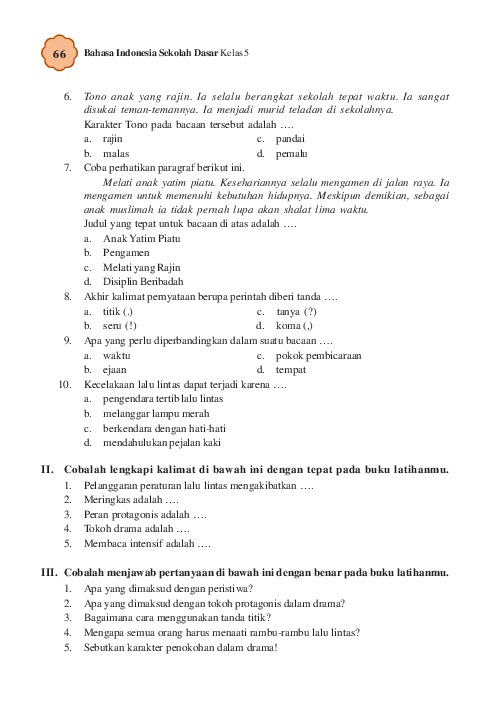 66 Bahasa Indonesia Sekolah Dasar Kelas 5
6. Tono anak yang rajin. Ia selalu berangkat sekolah tepat waktu. Ia sangat
disukai teman-temannya. Ia menjadi murid teladan di sekolahnya.
Karakter Tono pada bacaan tersebut adalah ....
a. rajin c. pandai
b. malas d. pemalu
7. Coba perhatikan paragraf berikut ini.
Melati anak yatim piatu. Kesehariannya selalu mengamen di jalan raya. Ia
mengamen untuk memenuhi kebutuhan hidupnya. Meskipun demikian, sebagai
anak muslimah ia tidak pernah lupa akan shalat lima waktu.
Judul yang tepat untuk bacaan di atas adalah ....
a. Anak Yatim Piatu
b. Pengamen
c. Melati yang Rajin
d. Disiplin Beribadah
8. Akhir kalimat pernyataan berupa perintah diberi tanda ....
a. titik (.) c. tanya (?)
b. seru (!) d. koma (,)
9. Apa yang perlu diperbandingkan dalam suatu bacaan ....
a. waktu c. pokok pembicaraan
b. ejaan d. tempat
10. Kecelakaan lalu lintas dapat terjadi karena ....
a. pengendara tertib lalu lintas
b. melanggar lampu merah
c. berkendara dengan hati-hati
d. mendahulukan pejalan kaki
II. Cobalah lengkapi kalimat di bawah ini dengan tepat pada buku latihanmu.
1. Pelanggaran peraturan lalu lintas mengakibatkan ....
2. Meringkas adalah ....
3. Peran protagonis adalah ....
4. Tokoh drama adalah ....
5. Membaca intensif adalah ....
III. Cobalah menjawab pertanyaan di bawah ini dengan benar pada buku latihanmu.
1. Apa yang dimaksud dengan peristiwa?
2. Apa yang dimaksud dengan tokoh protagonis dalam drama?
3. Bagaimana cara menggunakan tanda titik?
4. Mengapa semua orang harus menaati rambu-rambu lalu lintas?
5. Sebutkan karakter penokohan dalam drama!